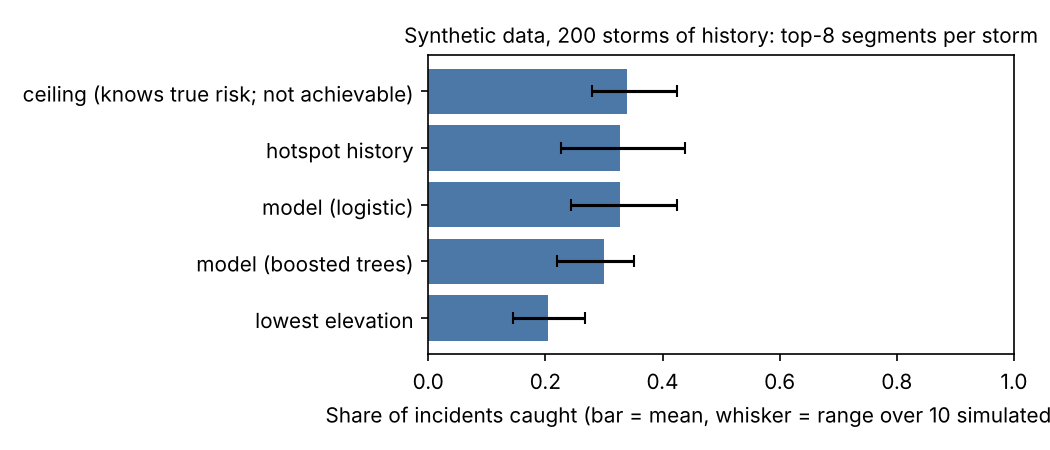 Synthetic data, 200 storms of history: top-8 segments per storm
ceiling (knows true risk; not achievable)
hotspot history
model (logistic)
model (boosted trees)
lowest elevation
0.0 0.2 0.4 0.6 0.8 1.0
Share of incidents caught (bar = mean, whisker = range over 10 simulated